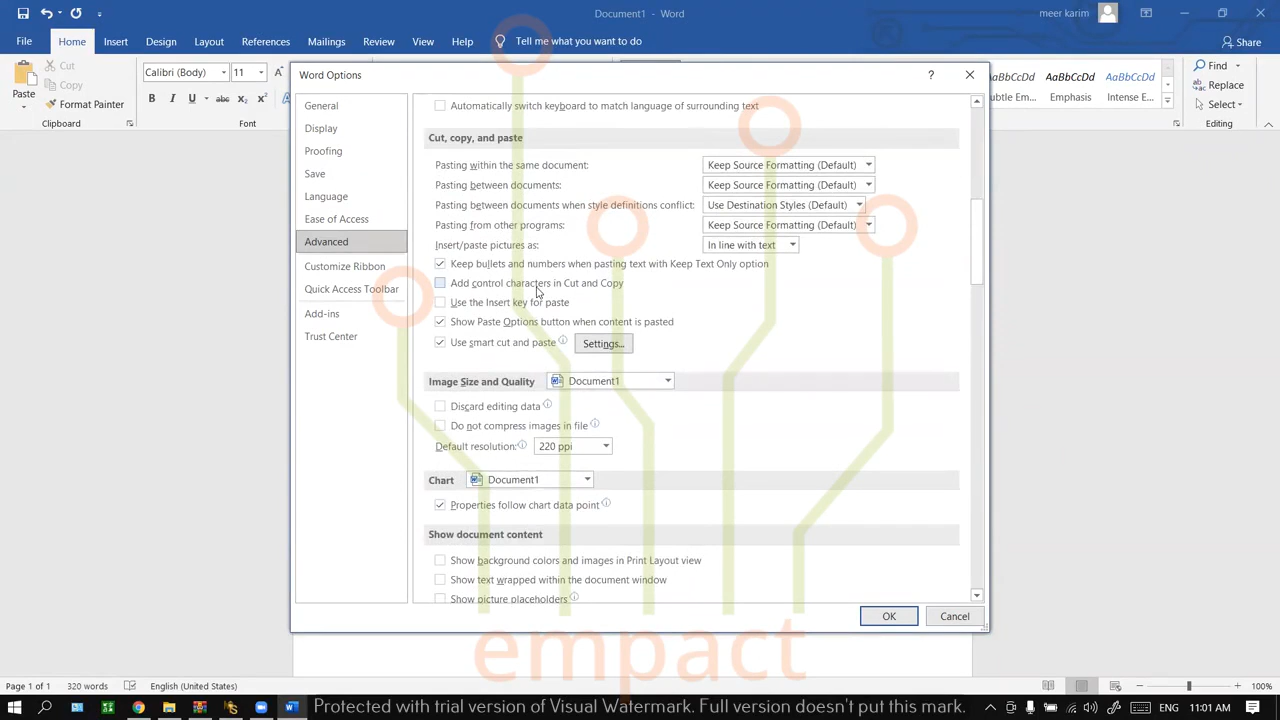 Document1 - Word
meer karim
File Home Insert Design Layout References Mailings Review View Help Tell me what you want to do Share
Paste
Cut
Copy
Format Painter
Clipboard
Calibri (Body) 11
B I U abc x₂ x²
Font
AaBbCcDd AaBbCcDd AaBbCcDd
Emphasis Intense E...
Find
Replace
Select
Editing
Word Options
General
Display
Proofing
Save
Language
Ease of Access
Advanced
Customize Ribbon
Quick Access Toolbar
Add-ins
Trust Center
Automatically switch keyboard to match language of surrounding text
Cut, copy, and paste
Pasting within the same document: Keep Source Formatting (Default)
Pasting between documents: Keep Source Formatting (Default)
Pasting between documents when style definitions conflict: Use Destination Styles (Default)
Pasting from other programs: Keep Source Formatting (Default)
Insert/paste pictures as: In line with text
Keep bullets and numbers when pasting text with Keep Text Only option
Add control characters in Cut and Copy
Use the Insert key for paste
Show Paste Options button when content is pasted
Use smart cut and paste Settings...
Image Size and Quality Document1
Discard editing data
Do not compress images in file
Default resolution: 220 ppi
Chart Document1
Properties follow chart data point
Show document content
Show background colors and images in Print Layout view
Show text wrapped within the document window
Show picture placeholders
OK Cancel
empact
Page 1 of 1 320 words English (United States) 100%
Protected with trial version of Visual Watermark. Full version doesn't put this mark.
ENG 11:01 AM